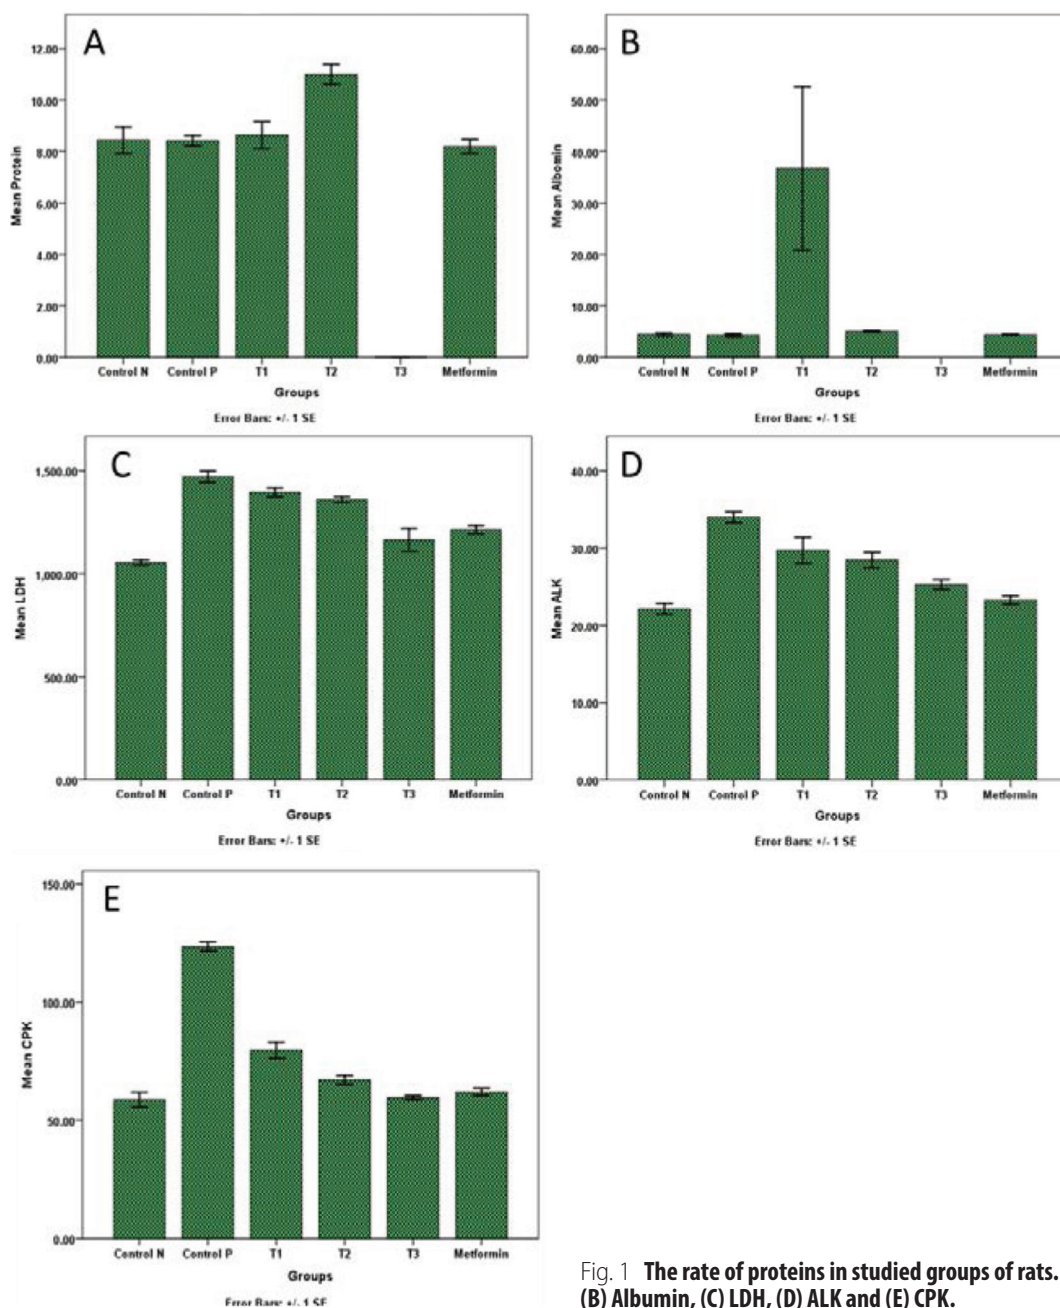 A
12.00
10.00
8.00
6.00
4.00
2.00
0.00
Mean Protein
Control N Control P T1 T2 T3 Metformin
Groups
Error Bars: +/- 1 SE
B
60.00
50.00
40.00
30.00
20.00
10.00
0.00
Mean Albomin
Control N Control P T1 T2 T3 Metformin
Groups
Error Bars: +/- 1 SE
C
1,500.00
1,000.00
500.00
0.00
Mean LDH
Control N Control P T1 T2 T3 Metformin
Groups
Error Bars: +/- 1 SE
D
40.00
30.00
20.00
10.00
0.00
Mean ALK
Control N Control P T1 T2 T3 Metformin
Groups
Error Bars: +/- 1 SE
E
150.00
100.00
50.00
0.00
Mean CPK
Control N Control P T1 T2 T3 Metformin
Groups
Error Bars: +/- 1 SE
Fig. 1 The rate of proteins in studied groups of rats.
(B) Albumin, (C) LDH, (D) ALK and (E) CPK.